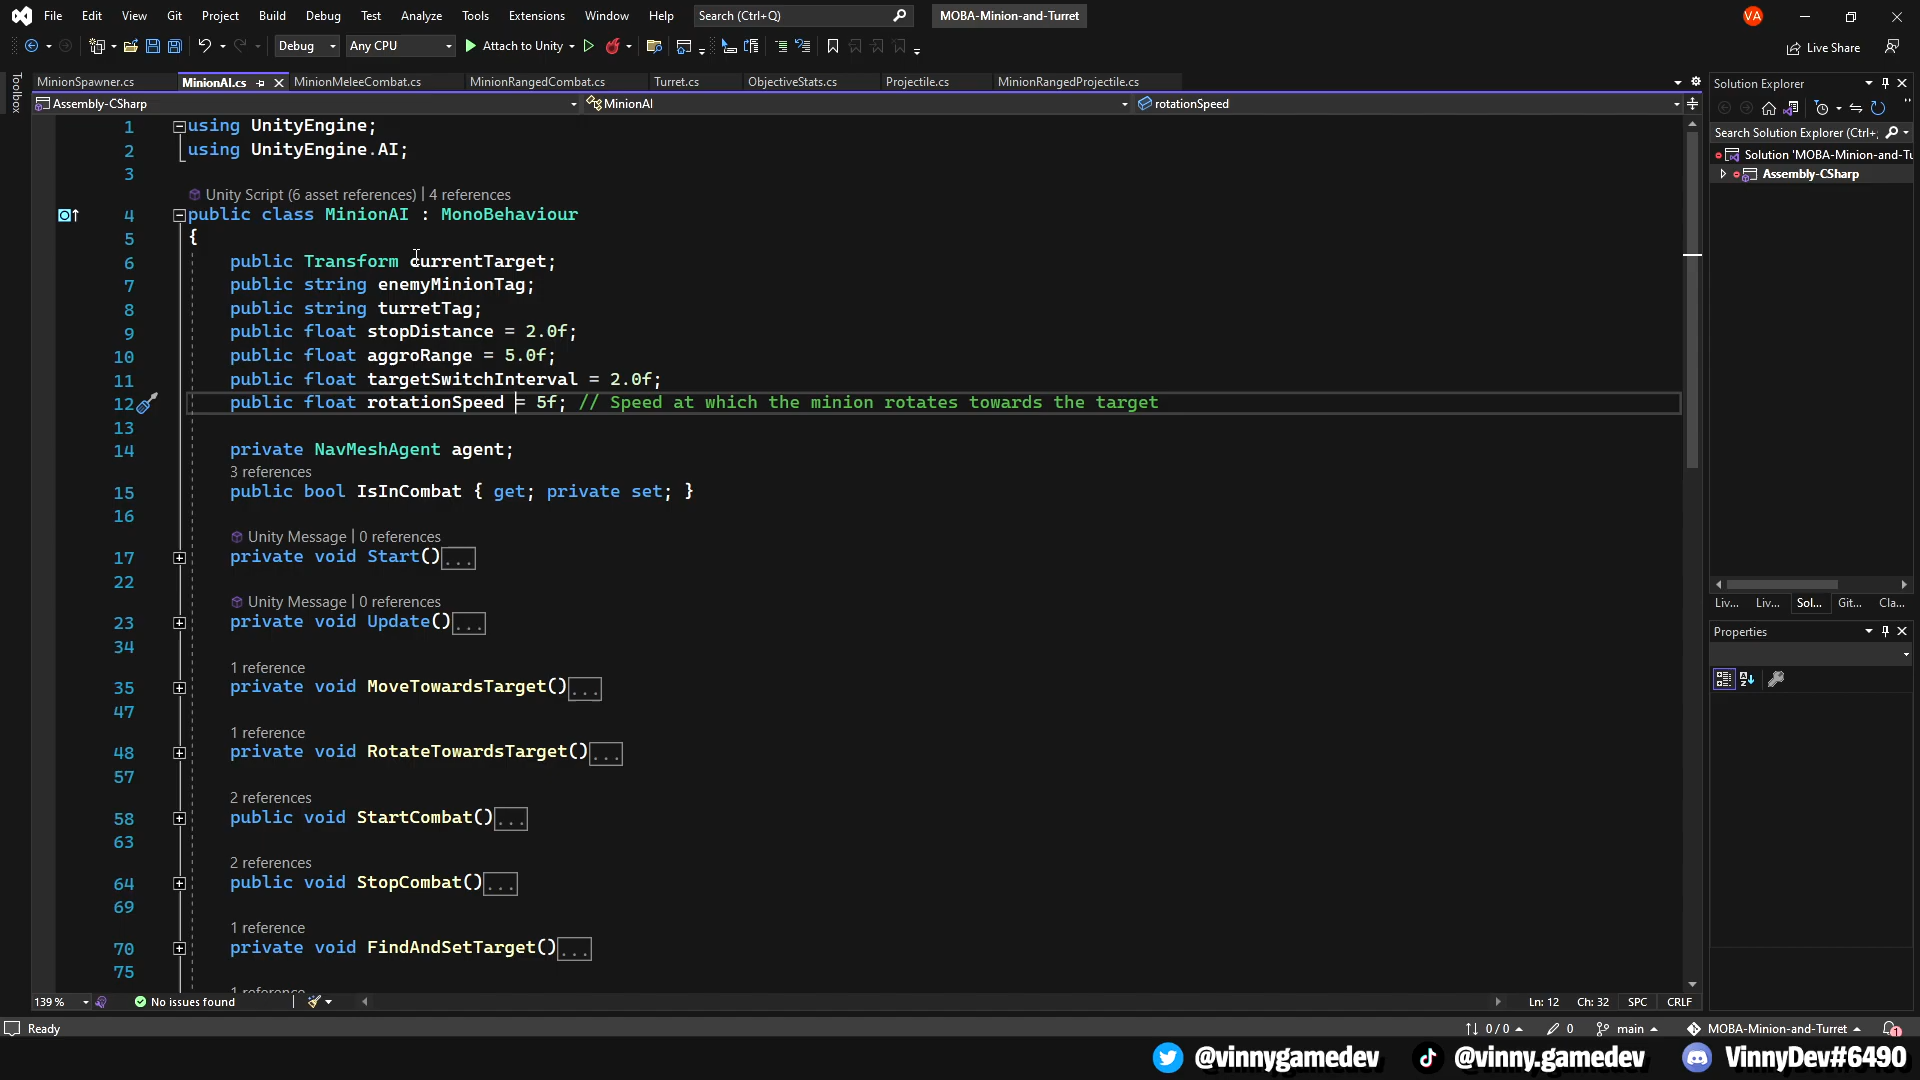 File Edit View Git Project Build Debug Test Analyze Tools Extensions Window Help Search (Ctrl+Q) MOBA-Minion-and-Turret VA
Debug Any CPU Attach to Unity Live Share
Toolbox
MinionSpawner.cs MinionAI.cs MinionMeleeCombat.cs MinionRangedCombat.cs Turret.cs ObjectiveStats.cs Projectile.cs MinionRangedProjectile.cs
Assembly-CSharp MinionAI rotationSpeed
1 using UnityEngine;
2 using UnityEngine.AI;
3
Unity Script (6 asset references) | 4 references
4 public class MinionAI : MonoBehaviour
5 {
6 public Transform currentTarget;
7 public string enemyMinionTag;
8 public string turretTag;
9 public float stopDistance = 2.0f;
10 public float aggroRange = 5.0f;
11 public float targetSwitchInterval = 2.0f;
12 public float rotationSpeed = 5f; // Speed at which the minion rotates towards the target
13
14 private NavMeshAgent agent;
3 references
15 public bool IsInCombat { get; private set; }
16
Unity Message | 0 references
17 private void Start()...
22
Unity Message | 0 references
23 private void Update()...
34
1 reference
35 private void MoveTowardsTarget()...
47
1 reference
48 private void RotateTowardsTarget()...
57
2 references
58 public void StartCombat()...
63
2 references
64 public void StopCombat()...
69
1 reference
70 private void FindAndSetTarget()...
75
1 reference
139 % No issues found Ln: 12 Ch: 32 SPC CRLF
Solution Explorer
Search Solution Explorer (Ctrl+;
Solution 'MOBA-Minion-and-Tu
Assembly-CSharp
Liv... Liv... Sol... Git... Cla...
Properties
Ready 0 / 0 0 main MOBA-Minion-and-Turret 1
@vinnygamedev @vinny.gamedev VinnyDev#6490